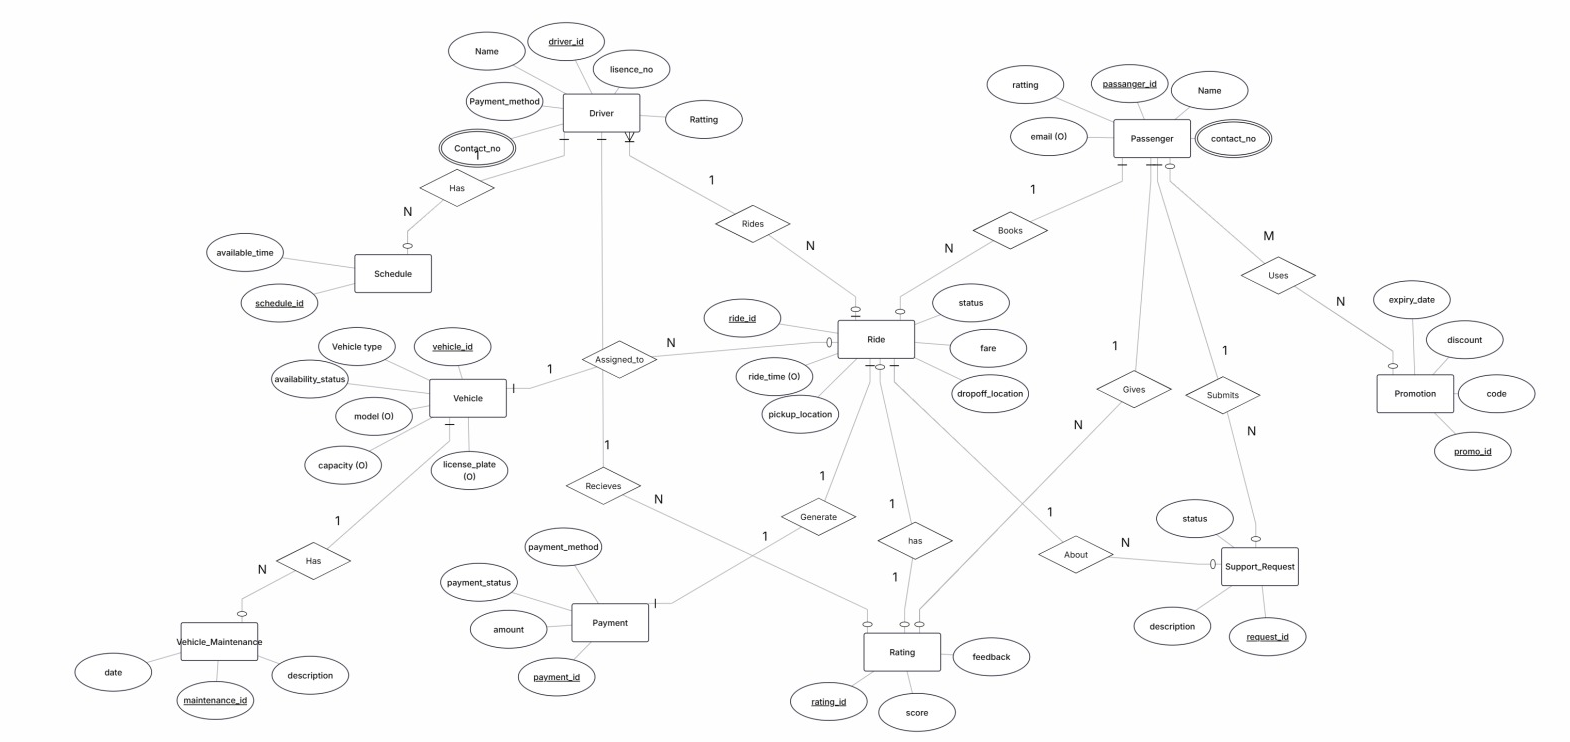 driver_id
Name
lisence_no
Payment_method
Driver
Ratting
Contact_no
1
Has
N
available_time
Schedule
schedule_id
1
Rides
N
ratting
passanger_id
Name
email (O)
Passenger
contact_no
1
Books
N
M
Uses
N
expiry_date
discount
Promotion
code
promo_id
ride_id
status
Ride
fare
ride_time (O)
dropoff_location
pickup_location
Assigned_to
N
1
Vehicle type
vehicle_id
availability_status
Vehicle
model (O)
capacity (O)
license_plate
(O)
1
Has
N
Vehicle_Maintenance
date
description
maintenance_id
1
Recieves
N
1
Generate
1
payment_method
payment_status
Payment
amount
payment_id
1
has
1
1
Gives
N
1
Submits
N
1
About
N
status
Support_Request
description
request_id
Rating
feedback
rating_id
score